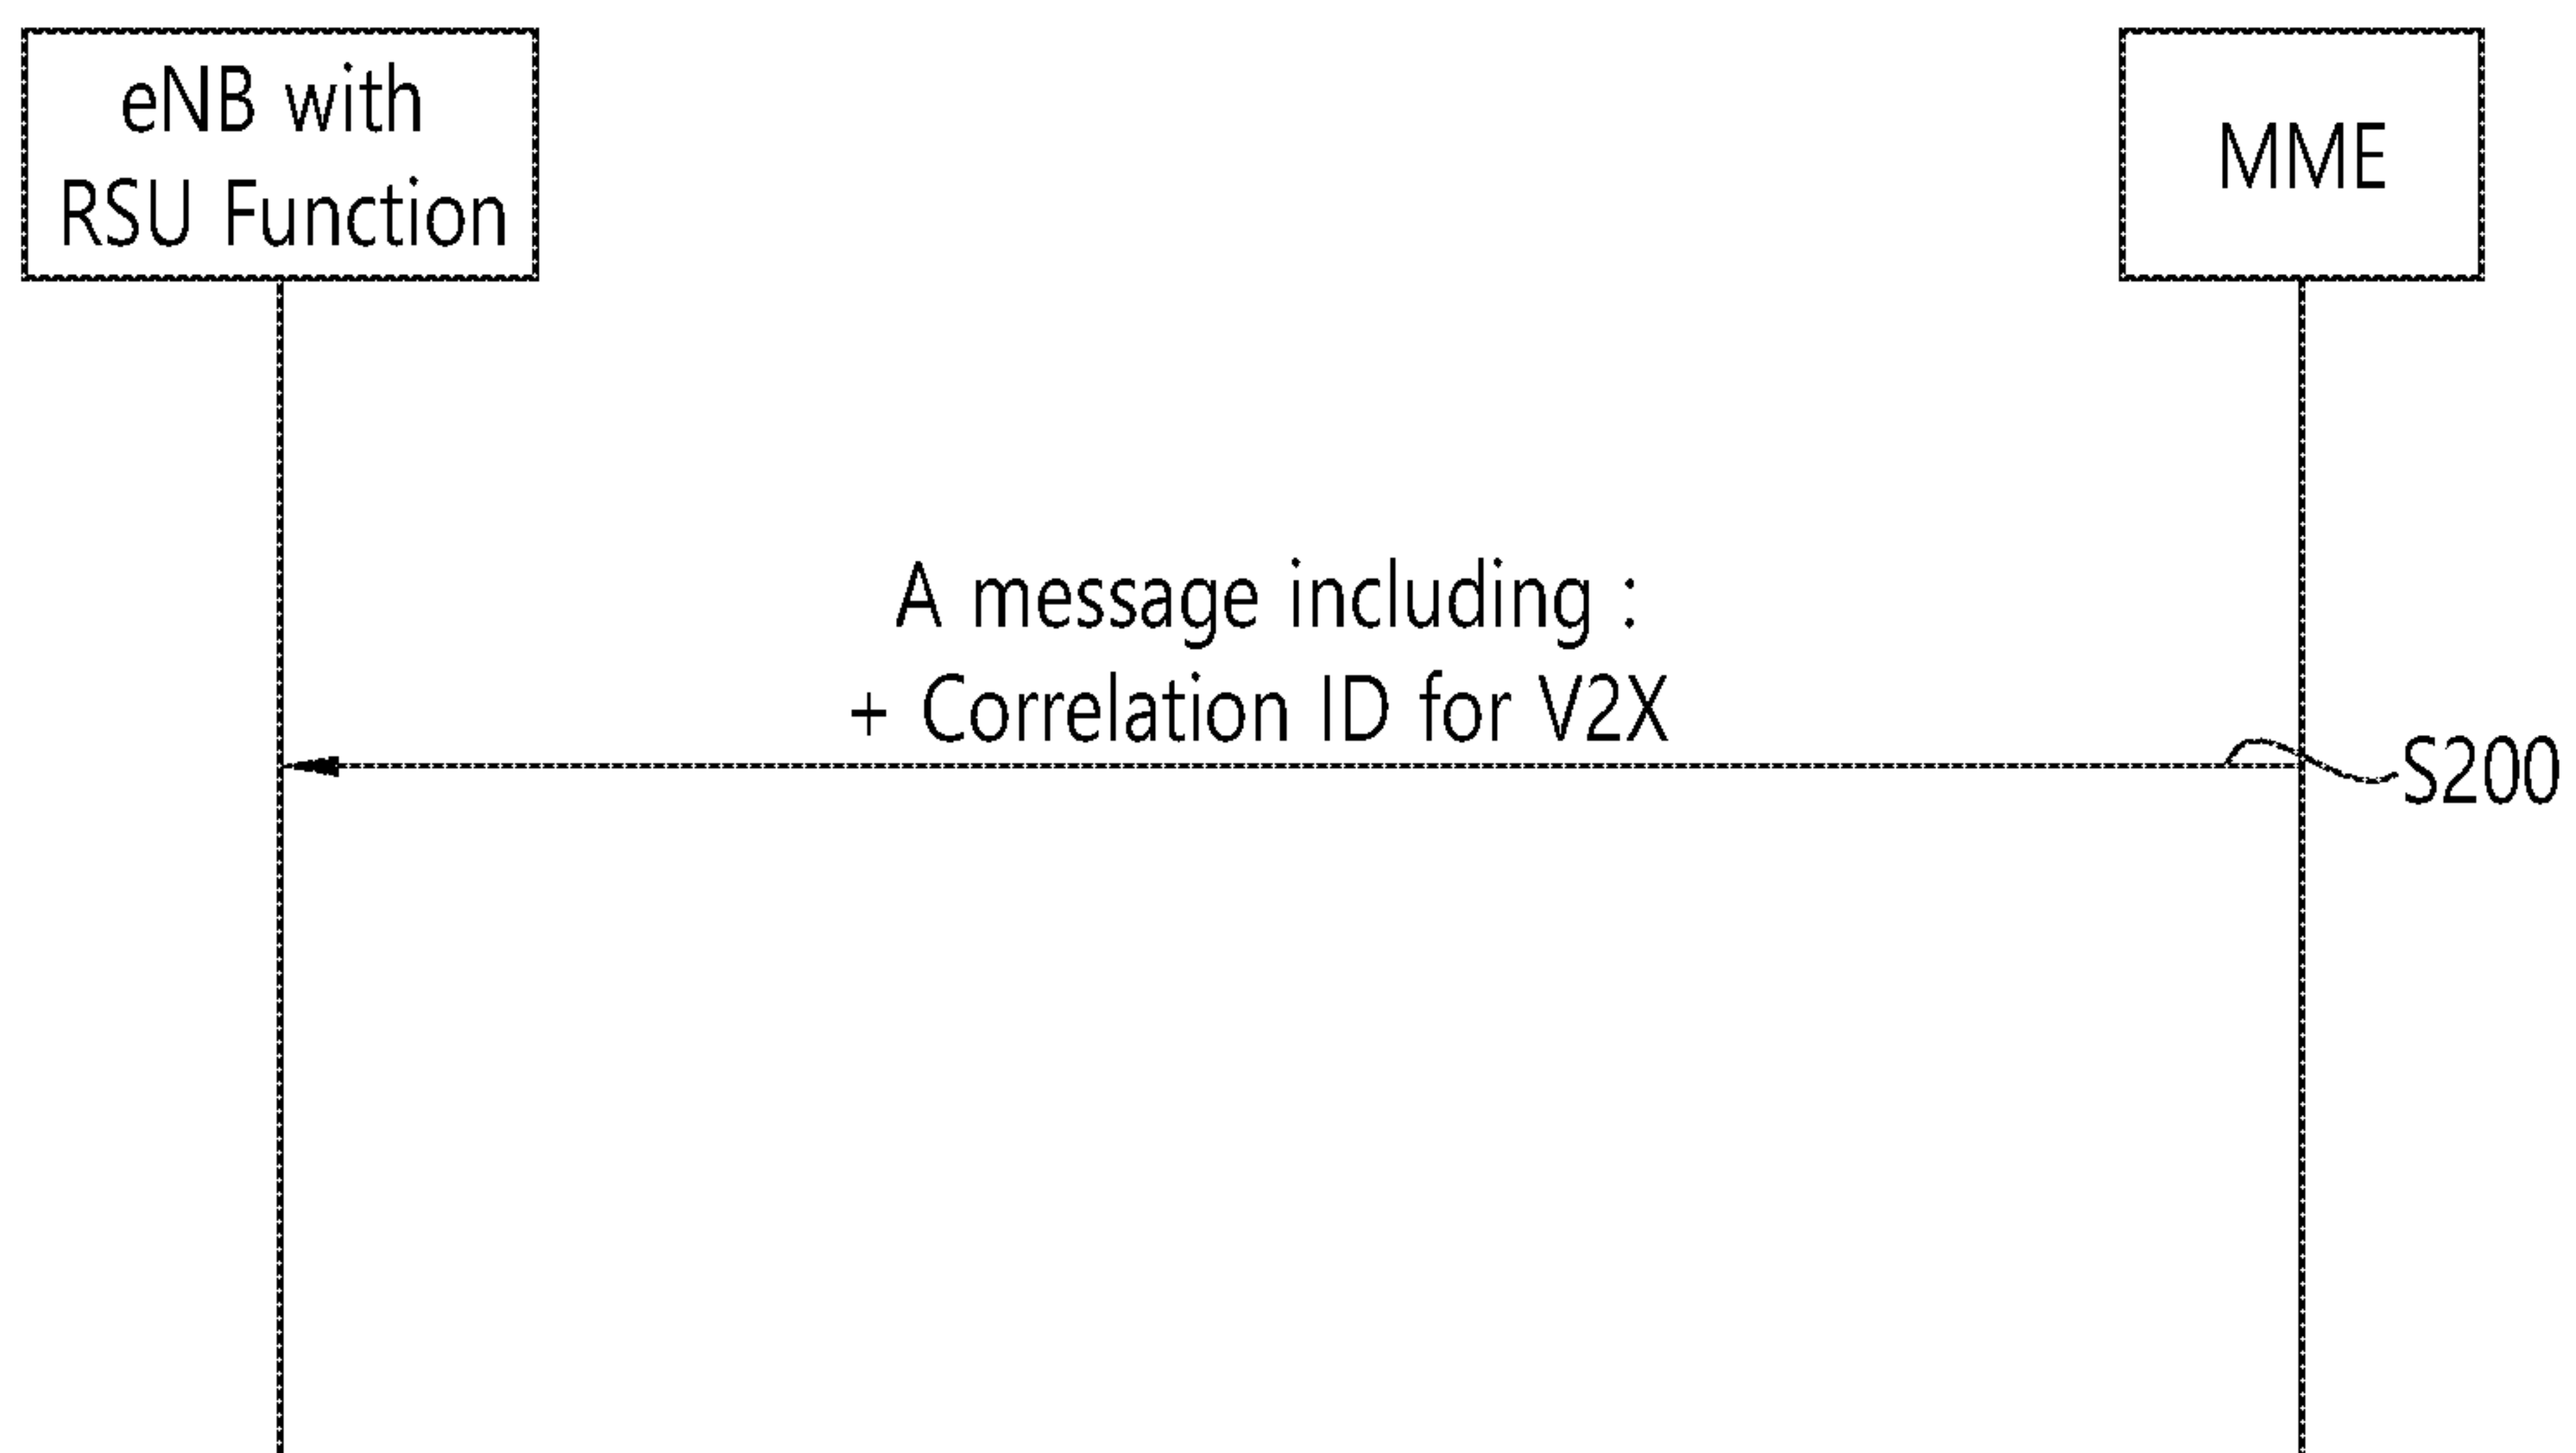 eNB with
RSU Function
MME
A message including :
+ Correlation ID for V2X
S200